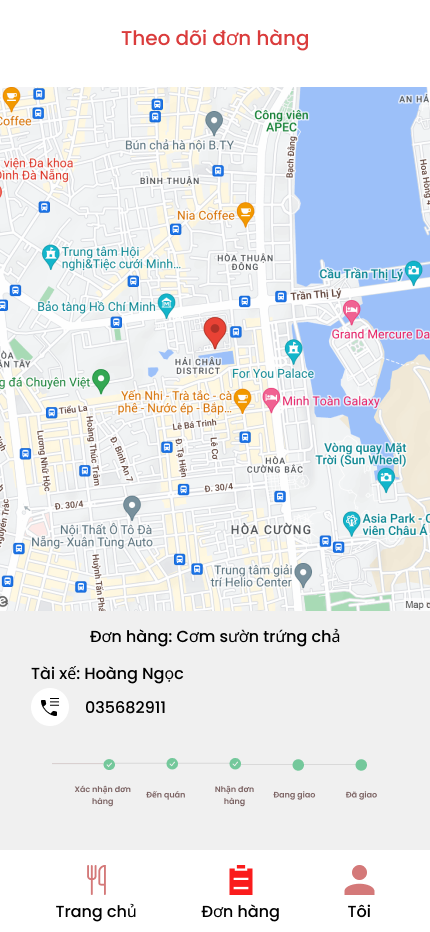 Theo dõi đơn hàng
AN HẢ
Coffee
Công viên
APEC
Bún chả hà nội B.TY
Bạch Đằng
viện Đa khoa
Đình Đà Nẵng
BÌNH THUẬN
Hoa Hồng 4
Nia Coffee
Trung tâm Hội
nghị&Tiệc cưới Minh...
HÒA THUẬN
ĐÔNG
Cầu Trần Thị Lý
Trần Thị Lý
Bảo tàng Hồ Chí Minh
Grand Mercure Da
HÒA
ẬN TÂY
HẢI CHÂU
DISTRICT
For You Palace
g đá Chuyên Việt
Yến Nhi - Trà tắc - cà
phê - Nước ép - Bắp...
Minh Toàn Galaxy
Tiểu La
Lê Bá Trinh
Lương Nhữ Hộc
Hoàng Thúc Trâm
Đ. Bình An 7
Đ. Tạ Hiện
Lê Cơ
Vòng quay Mặt
Trời (Sun Wheel)
HÒA
CƯỜNG BẮC
Đ. 30/4
Đ. 30/4
Nguyễn Trác
Nội Thất Ô Tô Đà
Nẵng- Xuân Tùng Auto
HÒA CƯỜNG
Asia Park - C
viên Châu Á
Huỳnh Tấn Phá
Trung tâm giải
trí Helio Center
Map d
Đơn hàng: Cơm sườn trứng chả
Tài xế: Hoàng Ngọc
035682911
Xác nhận đơn
hàng
Đến quán
Nhận đơn
hàng
Đang giao
Đã giao
Trang chủ
Đơn hàng
Tôi